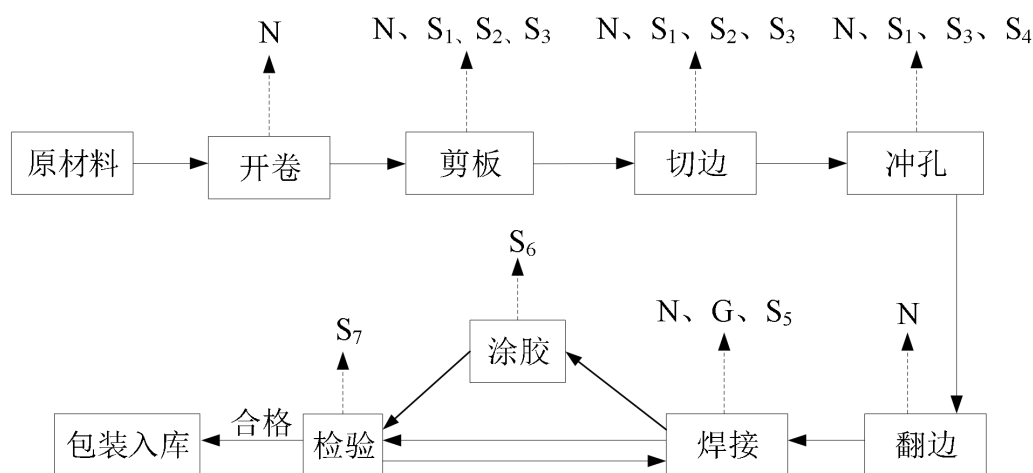 N
N、S1、S2、S3
N、S1、S2、S3
N、S1、S3、S4
原材料
开卷
剪板
切边
冲孔
S6
N、G、S5
N
S7
涂胶
合格
包装入库
检验
焊接
翻边